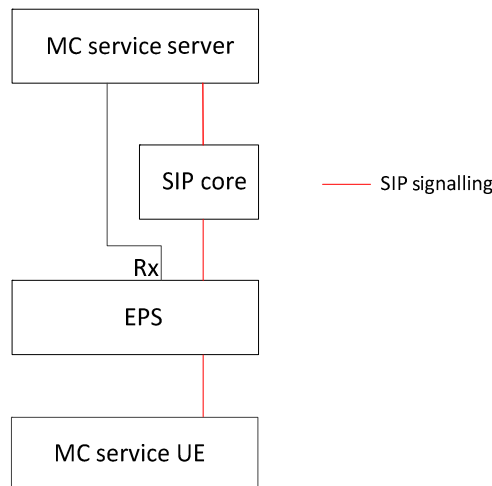 MC service server
SIP core
SIP signalling
Rx
EPS
MC service UE